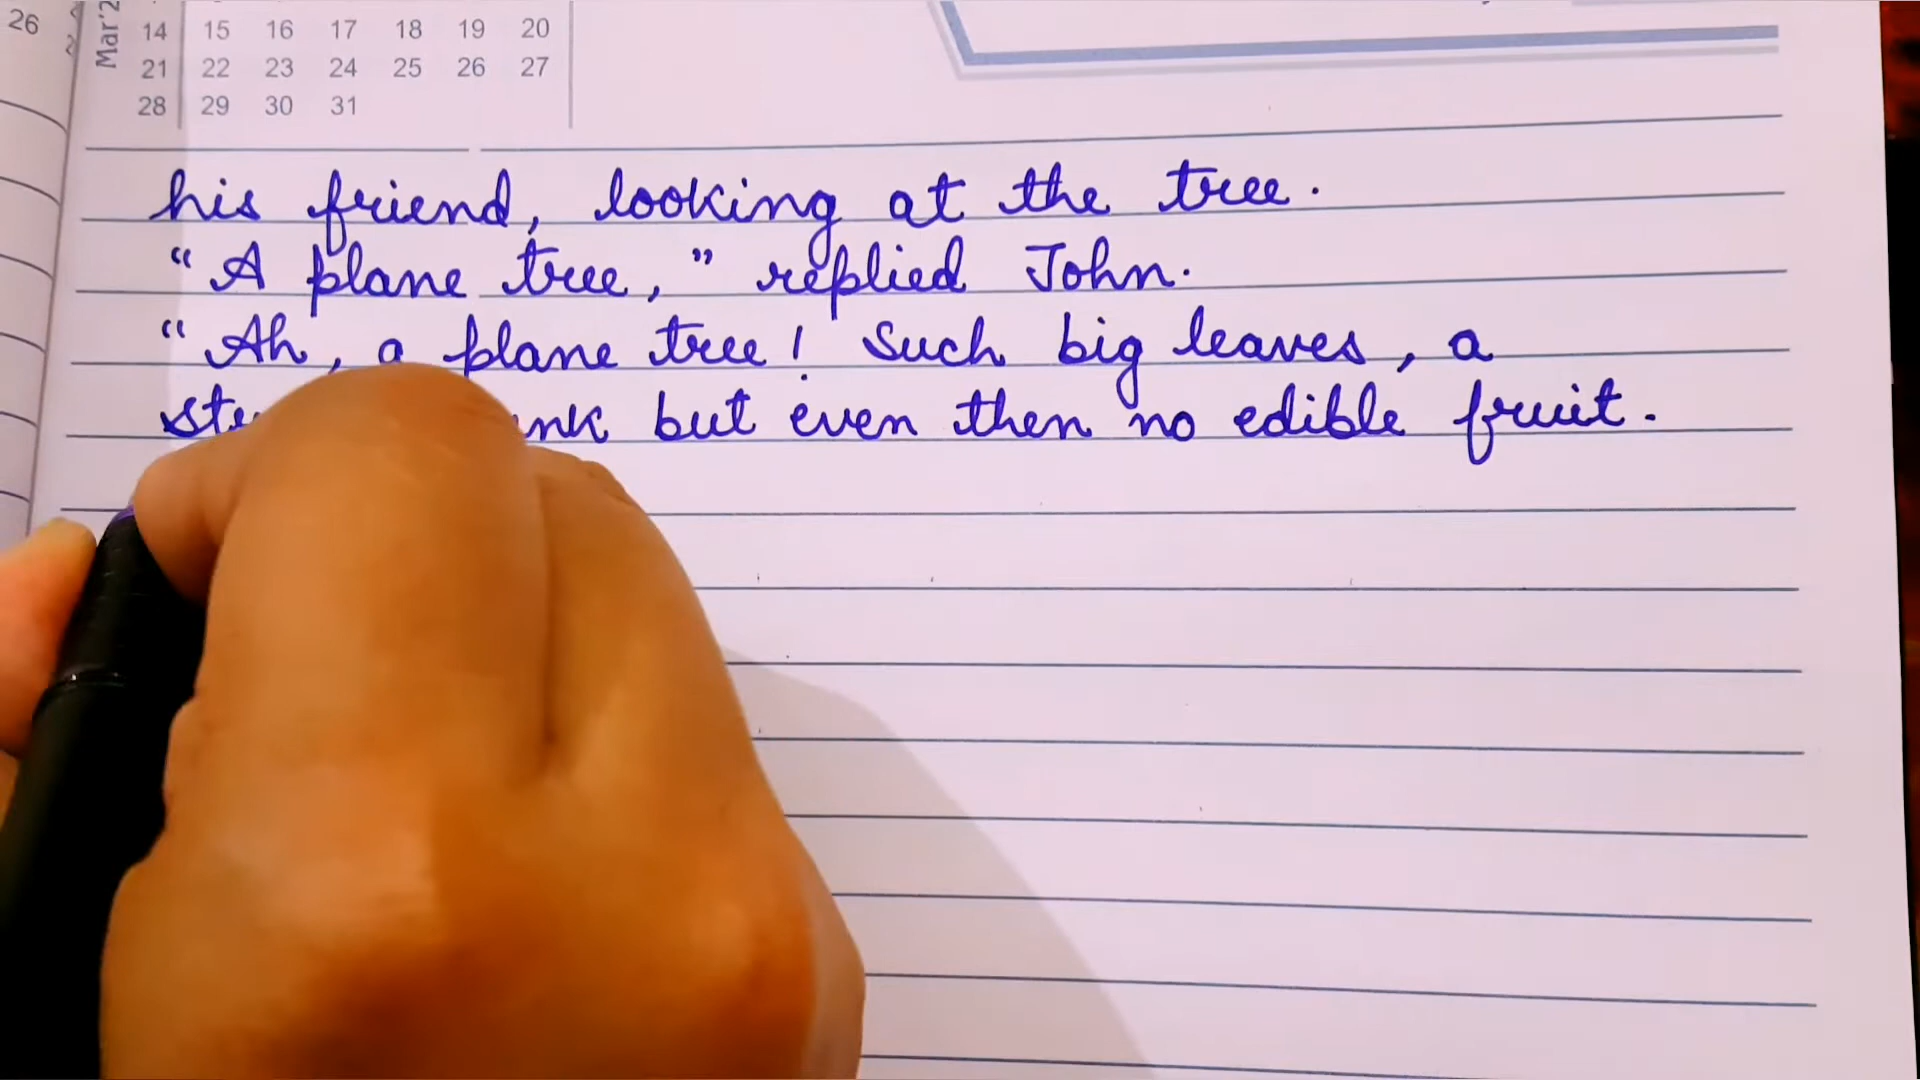 26
Mar'2
14 15 16 17 18 19 20
21 22 23 24 25 26 27
28 29 30 31
his friend, looking at the tree.
“A plane tree,” replied John.
“Ah, a plane tree! Such big leaves, a
but even then no edible fruit.